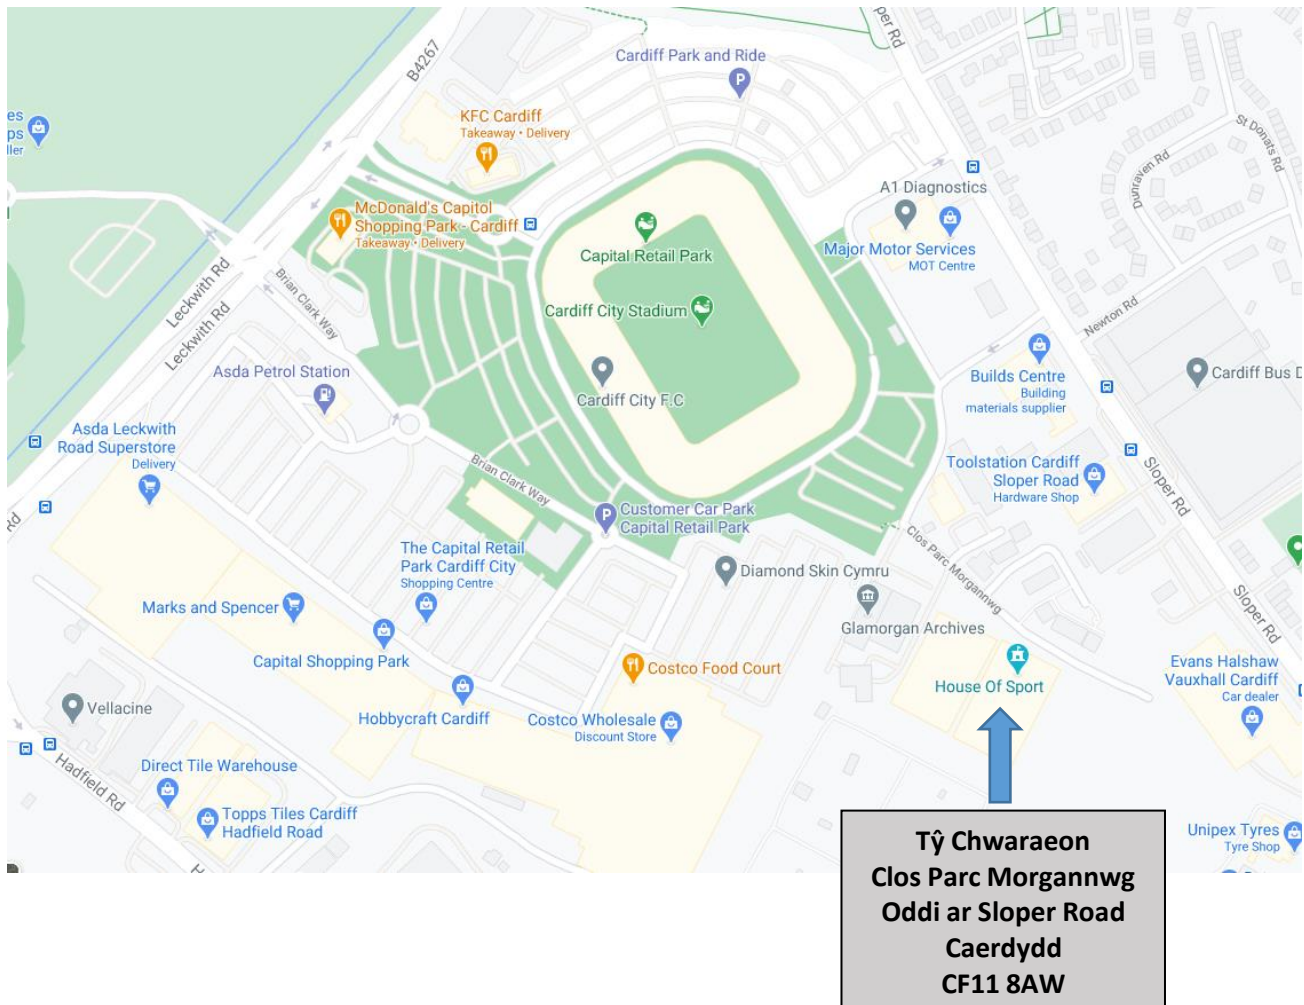 Cardiff Park and Ride
B4267
KFC Cardiff
Takeaway • Delivery
es
ps
ller
per Rd
St Donats Rd
Dunraven Rd
A1 Diagnostics
McDonald's Capitol
Shopping Park - Cardiff
Takeaway • Delivery
Major Motor Services
MOT Centre
Capital Retail Park
Leckwith Rd
Leckwith Rd
Brian Clark Way
Cardiff City Stadium
Newton Rd
Asda Petrol Station
Cardiff City F.C
Builds Centre
Building
materials supplier
Cardiff Bus D
Asda Leckwith
Road Superstore
Delivery
Brian Clark Way
Toolstation Cardiff
Sloper Road
Hardware Shop
Sloper Rd
Rd
Customer Car Park
Capital Retail Park
Clos Parc Morgannwg
The Capital Retail
Park Cardiff City
Shopping Centre
Diamond Skin Cymru
Sloper Rd
Marks and Spencer
Glamorgan Archives
Capital Shopping Park
Costco Food Court
House Of Sport
Evans Halshaw
Vauxhall Cardiff
Car dealer
Vellacine
Hobbycraft Cardiff
Costco Wholesale
Discount Store
Hadfield Rd
Direct Tile Warehouse
Topps Tiles Cardiff
Hadfield Road
Unipex Tyres
Tyre Shop
Tŷ Chwaraeon
Clos Parc Morgannwg
Oddi ar Sloper Road
Caerdydd
CF11 8AW